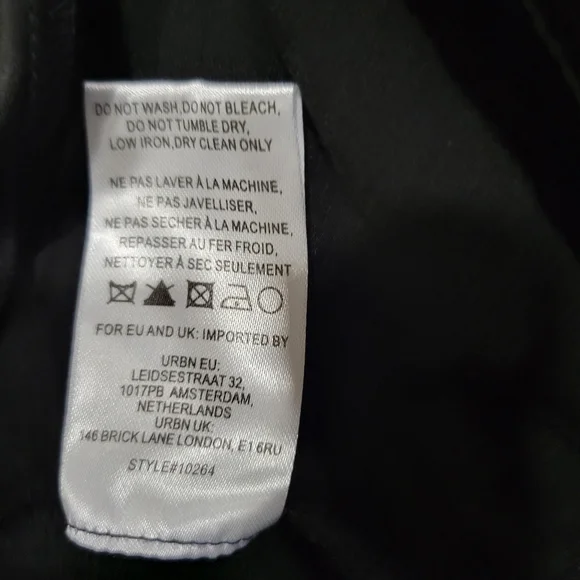 DO NOT WASH,DO NOT BLEACH,
DO NOT TUMBLE DRY,
LOW IRON,DRY CLEAN ONLY
NE PAS LAVER À LA MACHINE,
NE PAS JAVELLISER,
NE PAS SECHER À LA MACHINE,
REPASSER AU FER FROID,
NETTOYER À SEC SEULEMENT
FOR EU AND UK: IMPORTED BY
URBN EU:
LEIDSESTRAAT 32,
1017PB AMSTERDAM,
NETHERLANDS
URBN UK:
146 BRICK LANE LONDON, E1 6RU
STYLE#10264